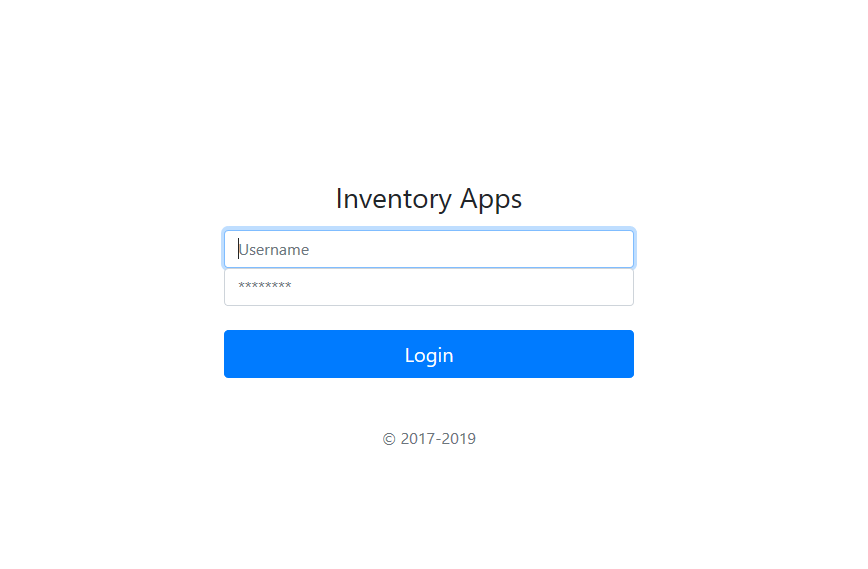 Inventory Apps
Username
********
Login
© 2017-2019